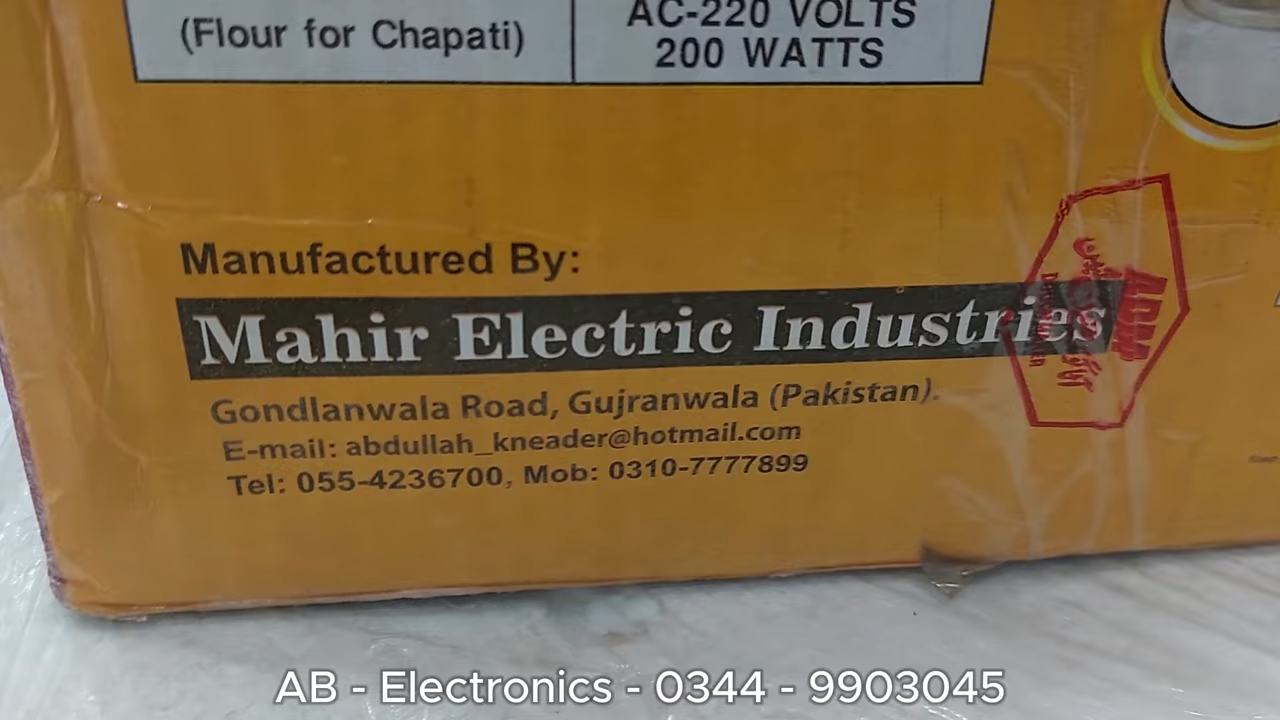 (Flour for Chapati)
AC-220 VOLTS
200 WATTS
Manufactured By:
Mahir Electric Industries
Gondlanwala Road, Gujranwala (Pakistan).
E-mail: abdullah_kneader@hotmail.com
Tel: 055-4236700, Mob: 0310-7777899
AB - Electronics - 0344 - 9903045